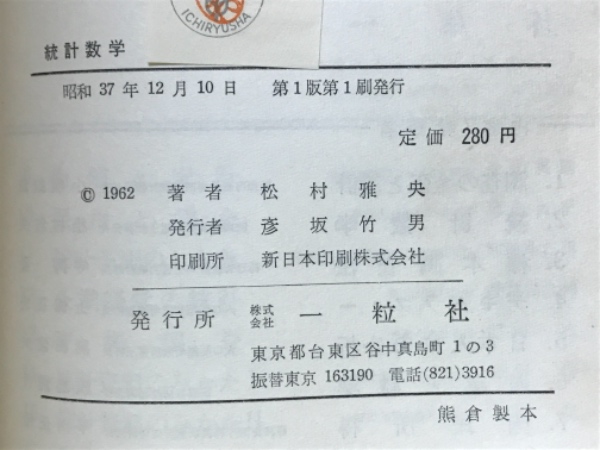 ICHIRYUSHA
統計数学
昭和 37 年 12 月 10 日 第1版第1刷発行
定価 280 円
© 1962 著者 松村雅央
発行者 彦坂竹男
印刷所 新日本印刷株式会社
発行所 株式会社 一粒社
東京都台東区谷中真島町 1の3
振替東京 163190 電話(821)3916
熊倉製本